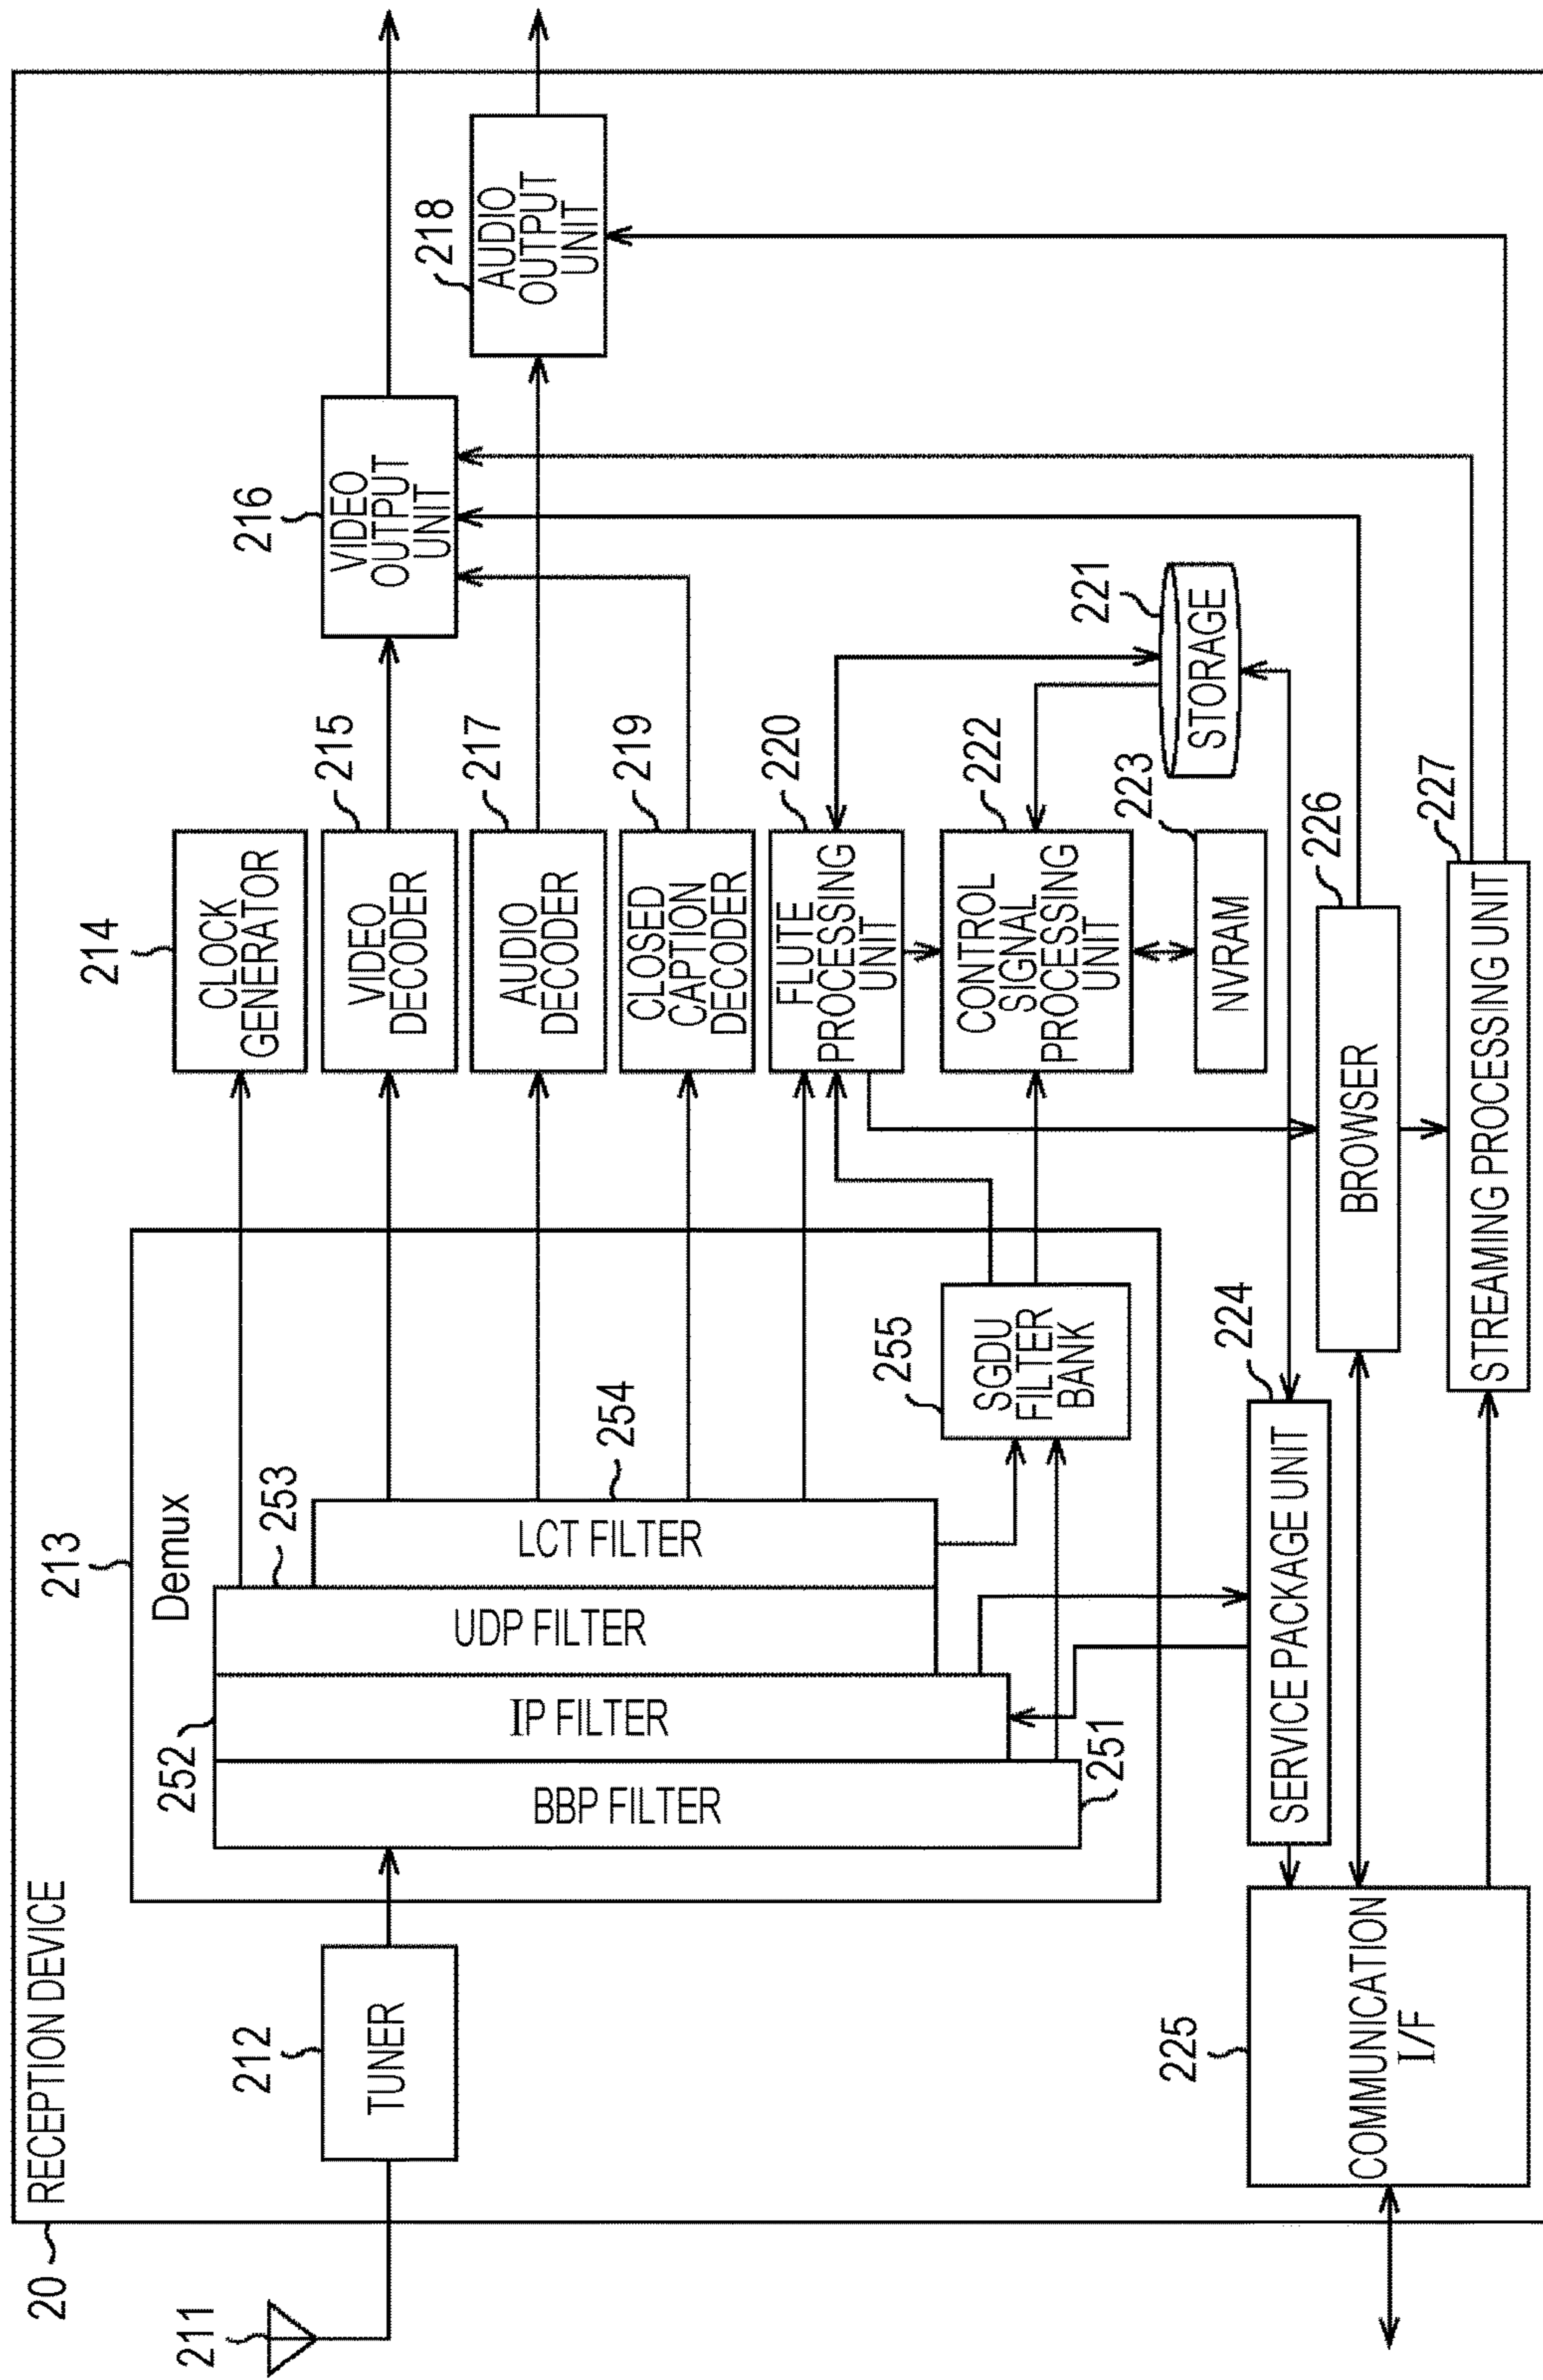 20
RECEPTION DEVICE
211
212
TUNER
213
Demux
252
BBP FILTER
251
IP FILTER
253
UDP FILTER
254
LCT FILTER
255
SGDU
FILTER
BANK
214
CLOCK
GENERATOR
215
VIDEO
DECODER
216
VIDEO
OUTPUT
UNIT
217
AUDIO
DECODER
218
AUDIO
OUTPUT
UNIT
219
CLOSED
CAPTION
DECODER
220
FLUTE
PROCESSING
UNIT
221
STORAGE
222
CONTROL
SIGNAL
PROCESSING
UNIT
223
NVRAM
224
SERVICE PACKAGE UNIT
225
COMMUNICATION
I/F
226
BROWSER
227
STREAMING PROCESSING UNIT